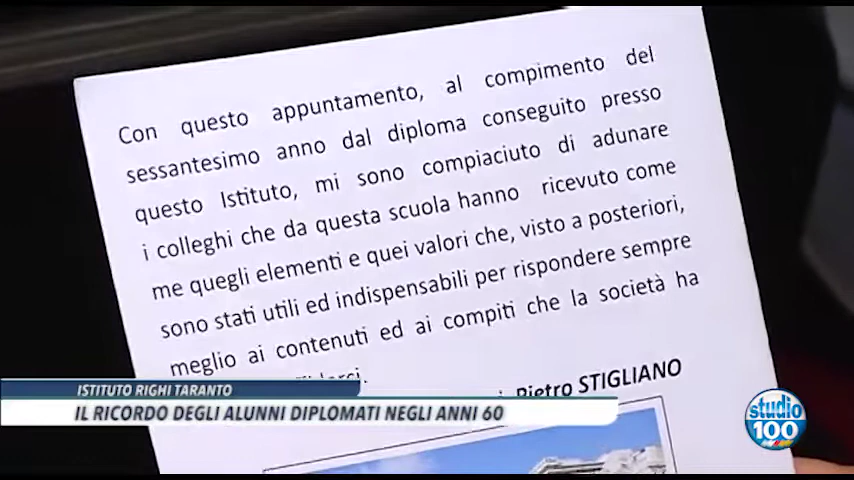 Con questo appuntamento, al compimento del
sessantesimo anno dal diploma conseguito presso
questo Istituto, mi sono compiaciuto di adunare
i colleghi che da questa scuola hanno ricevuto come
me quegli elementi e quei valori che, visto a posteriori,
sono stati utili ed indispensabili per rispondere sempre
meglio ai contenuti ed ai compiti che la società ha
Pietro STIGLIANO
ISTITUTO RIGHI TARANTO
IL RICORDO DEGLI ALUNNI DIPLOMATI NEGLI ANNI 60
studio
100